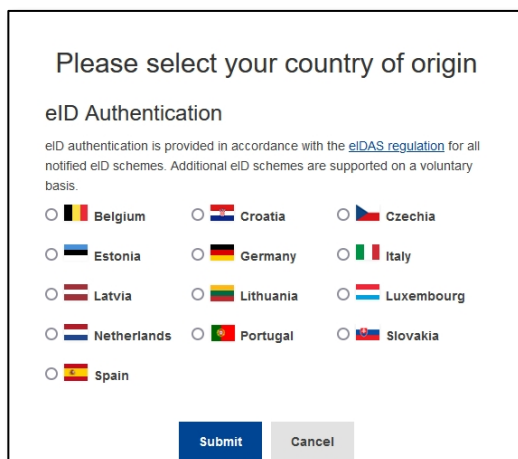 Please select your country of origin
eID Authentication
eID authentication is provided in accordance with the eIDAS regulation for all
notified eID schemes. Additional eID schemes are supported on a voluntary
basis.
Belgium Croatia Czechia
Estonia Germany Italy
Latvia Lithuania Luxembourg
Netherlands Portugal Slovakia
Spain
Submit Cancel